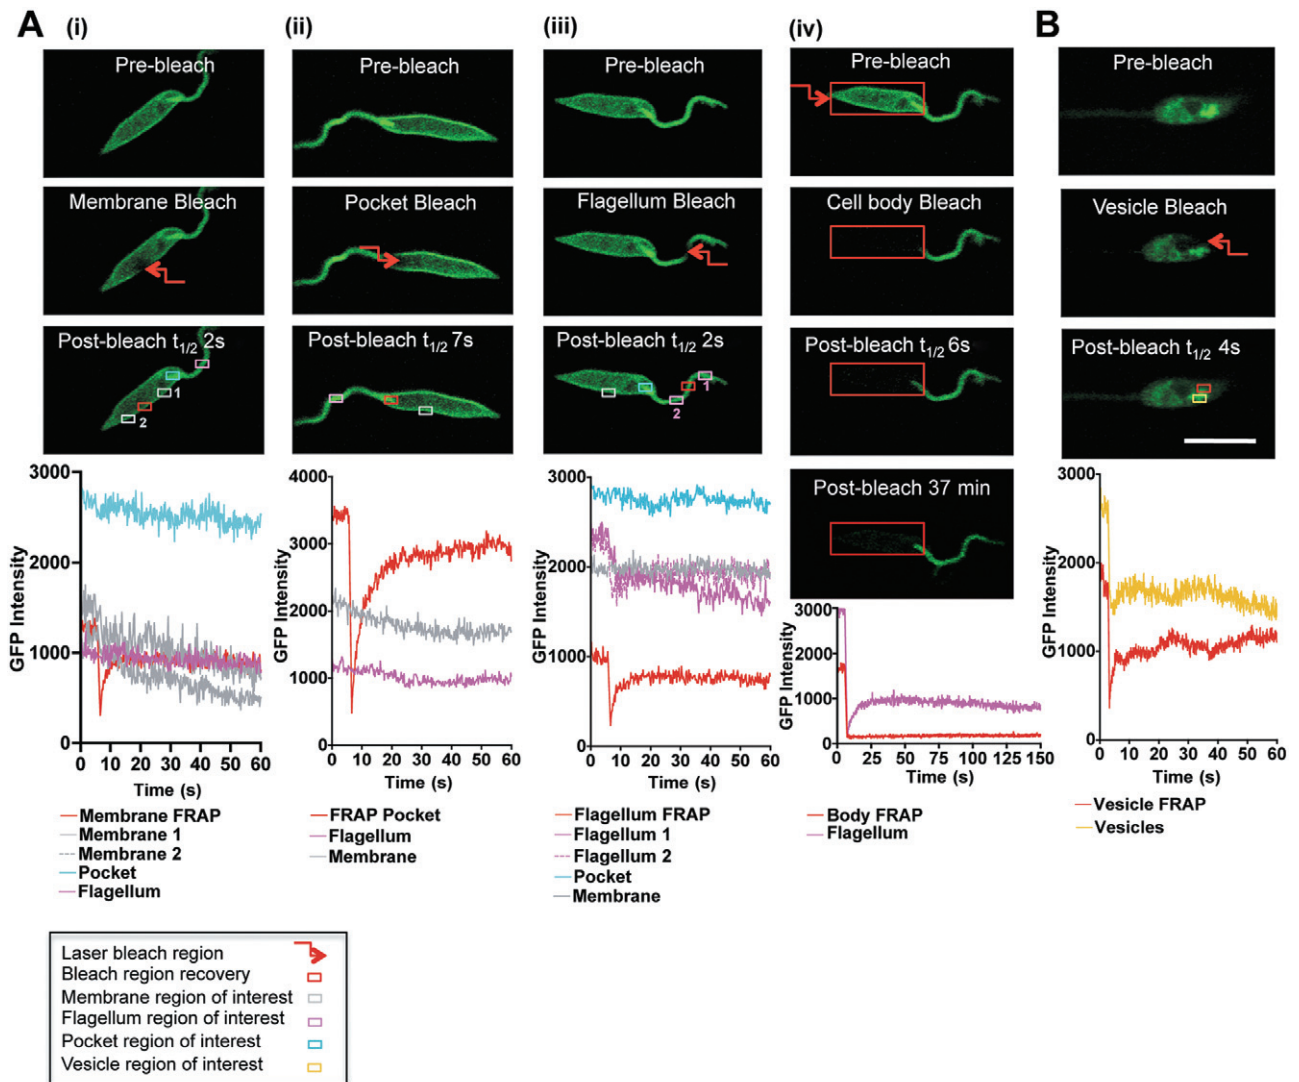 A (i) (ii) (iii) (iv) B
Pre-bleach Pre-bleach Pre-bleach Pre-bleach Pre-bleach
Membrane Bleach Pocket Bleach Flagellum Bleach Cell body Bleach Vesicle Bleach
Post-bleach t1/2 2s Post-bleach t1/2 7s Post-bleach t1/2 2s Post-bleach t1/2 6s Post-bleach t1/2 4s
1
2
1
2
Post-bleach 37 min
GFP Intensity
3000
2000
1000
0
0 10 20 30 40 50 60
Time (s)
Membrane FRAP
Membrane 1
Membrane 2
Pocket
Flagellum
GFP Intensity
4000
3000
2000
1000
0
0 10 20 30 40 50 60
Time (s)
FRAP Pocket
Flagellum
Membrane
GFP Intensity
3000
2000
1000
0
0 10 20 30 40 50 60
Time (s)
Flagellum FRAP
Flagellum 1
Flagellum 2
Pocket
Membrane
GFP Intensity
3000
2000
1000
0
0 25 50 75 100 125 150
Time (s)
Body FRAP
Flagellum
GFP Intensity
3000
2000
1000
0
0 10 20 30 40 50 60
Time (s)
Vesicle FRAP
Vesicles
Laser bleach region
Bleach region recovery
Membrane region of interest
Flagellum region of interest
Pocket region of interest
Vesicle region of interest